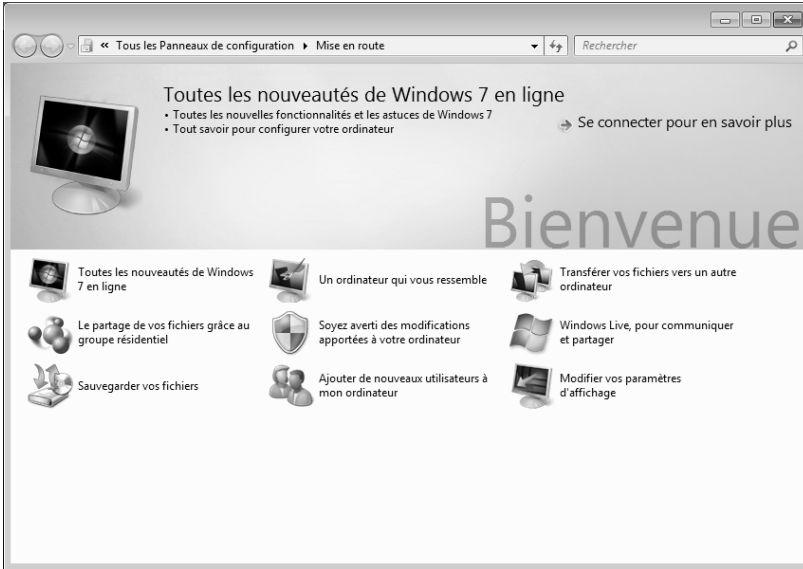 « Tous les Panneaux de configuration ▸ Mise en route
Rechercher
Toutes les nouveautés de Windows 7 en ligne
• Toutes les nouvelles fonctionnalités et les astuces de Windows 7
• Tout savoir pour configurer votre ordinateur
Se connecter pour en savoir plus
Bienvenue
Toutes les nouveautés de Windows
7 en ligne
Un ordinateur qui vous ressemble
Transférer vos fichiers vers un autre
ordinateur
Le partage de vos fichiers grâce au
groupe résidentiel
Soyez averti des modifications
apportées à votre ordinateur
Windows Live, pour communiquer
et partager
Sauvegarder vos fichiers
Ajouter de nouveaux utilisateurs à
mon ordinateur
Modifier vos paramètres
d'affichage